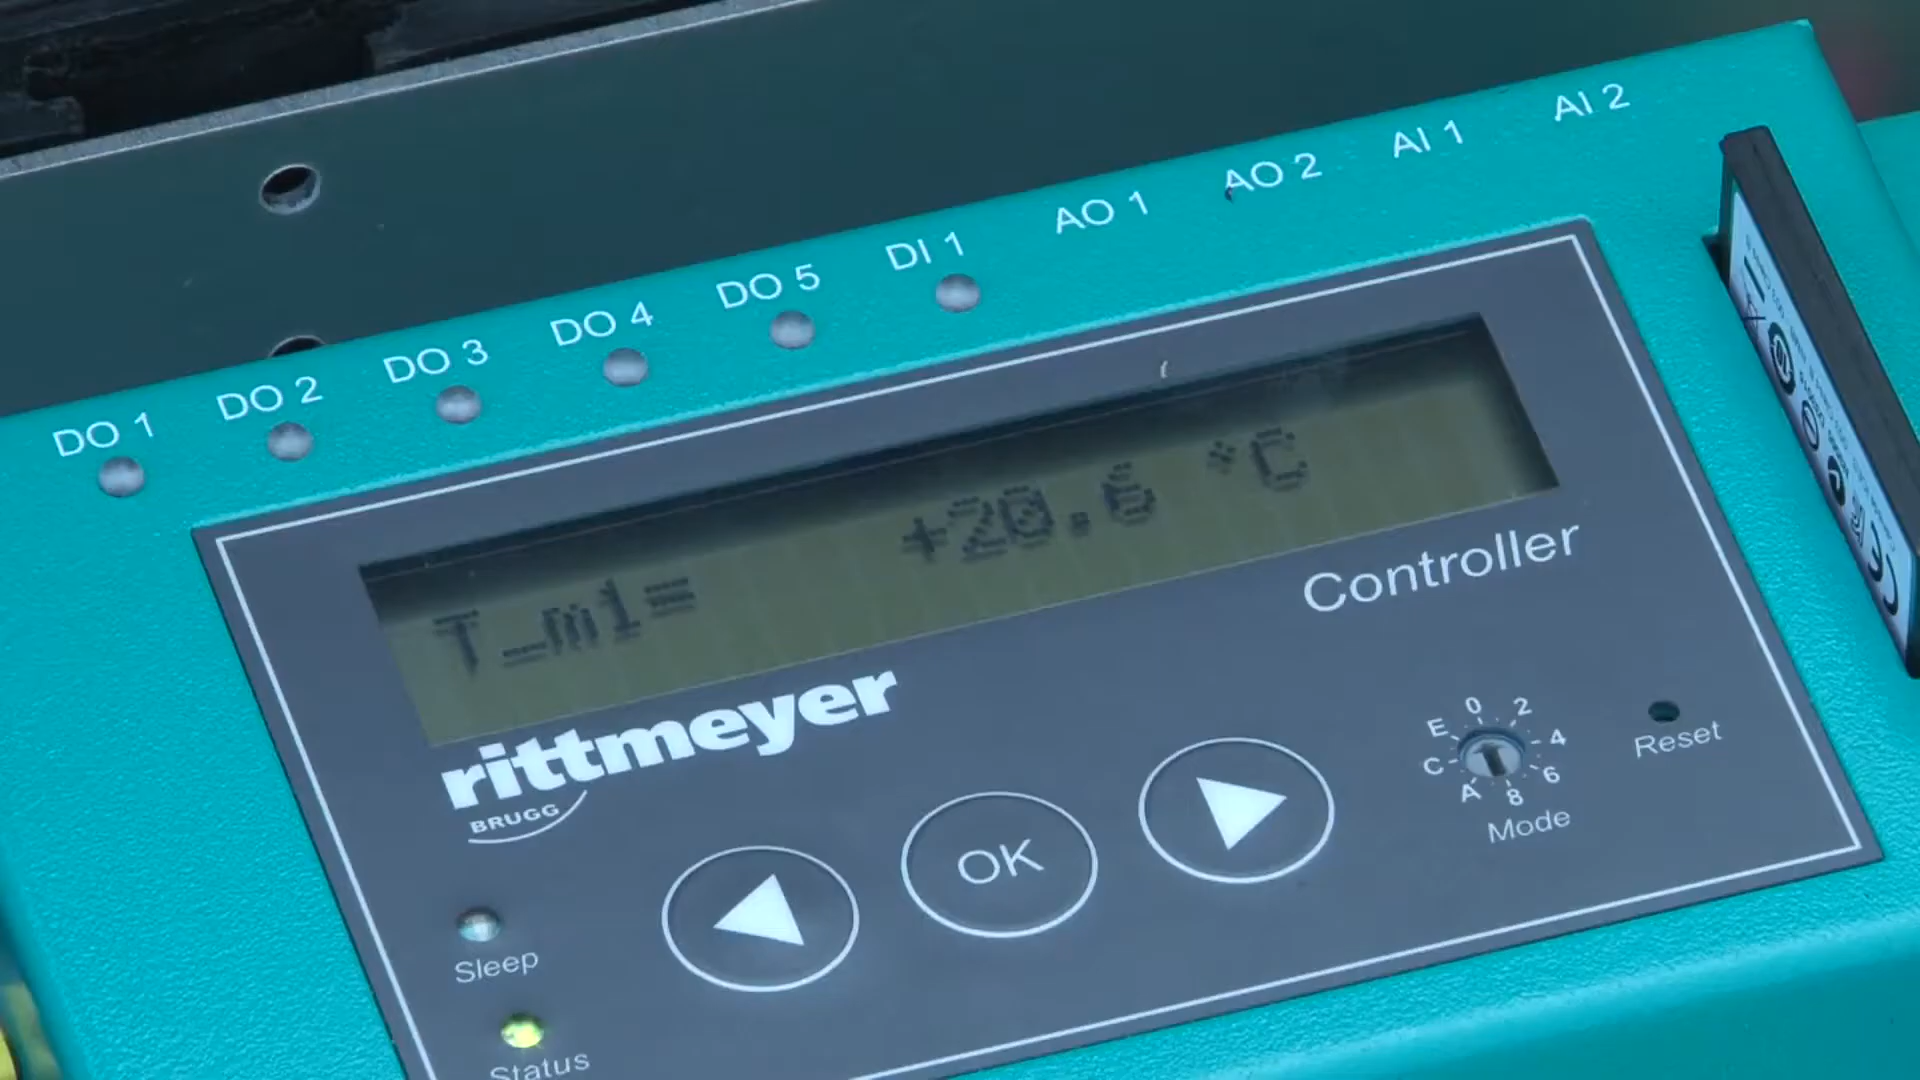 DO 1 DO 2 DO 3 DO 4 DO 5 DI 1 AO 1 AO 2 AI 1 AI 2
T_m1= +20.6 °C
Controller
rittmeyer
BRUGG
OK
0 2 4 6 8 A C E
Mode
Reset
Sleep
Status